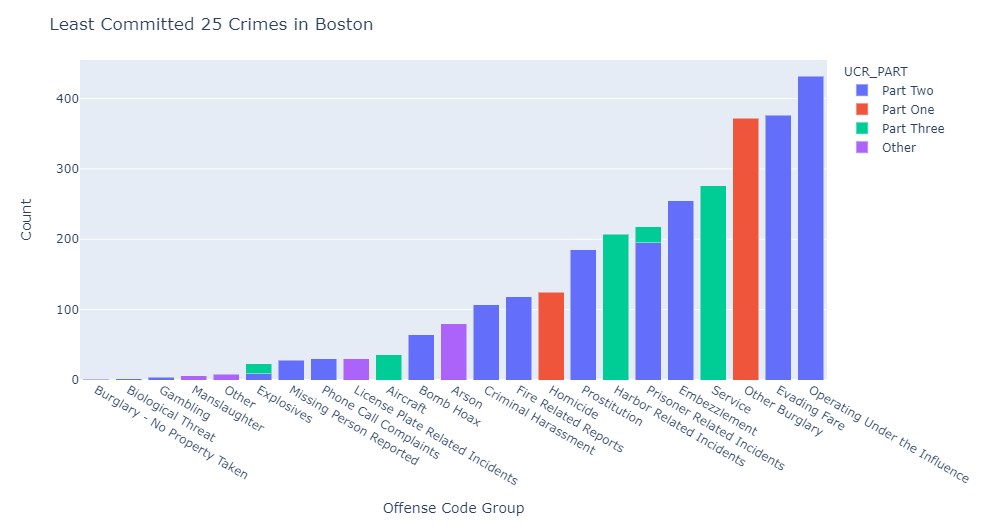 Least Committed 25 Crimes in Boston
UCR_PART
Part Two
Part One
Part Three
Other
Count
400
300
200
100
0
Burglary - No Property Taken
Biological Threat
Gambling
Manslaughter
Other
Explosives
Missing Person Reported
Phone Call Complaints
License Plate Related Incidents
Aircraft
Bomb Hoax
Arson
Criminal Harassment
Fire Related Reports
Homicide
Prostitution
Harbor Related Incidents
Prisoner Related Incidents
Embezzlement
Service
Other Burglary
Evading Fare
Operating Under the Influence
Offense Code Group